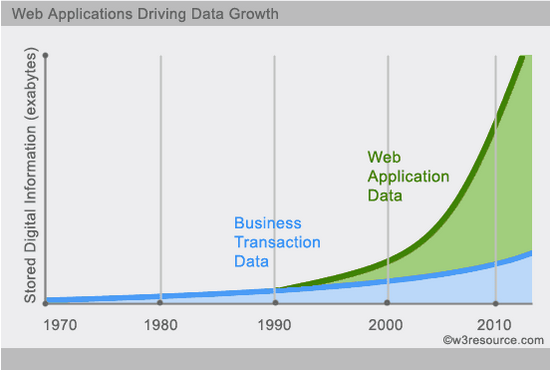 Web Applications Driving Data Growth
Stored Digital Information (exabytes)
Web
Application
Data
Business
Transaction
Data
1970 1980 1990 2000 2010
©w3resource.com